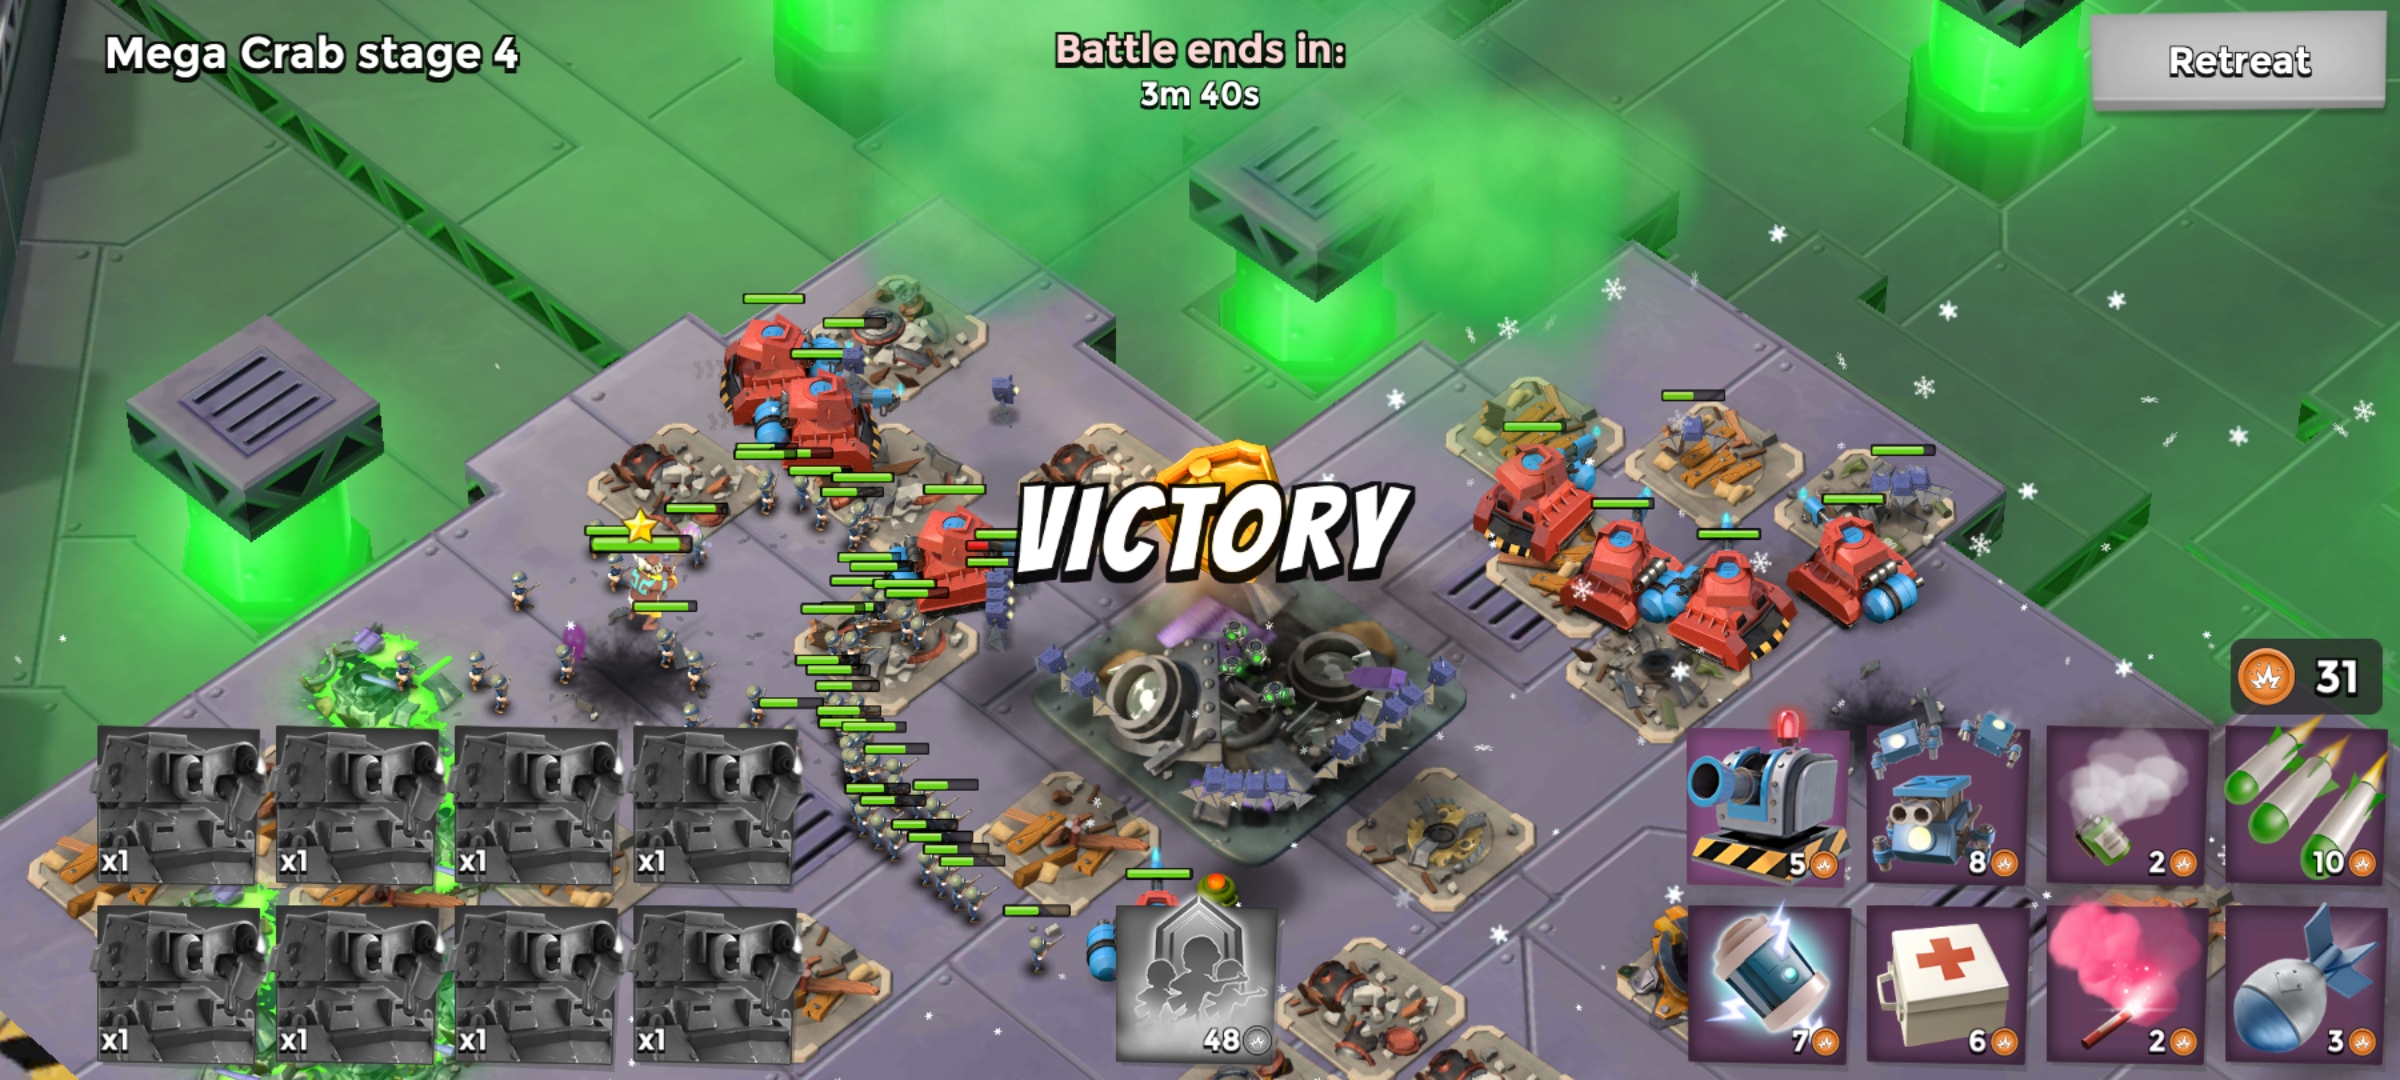 Mega Crab stage 4
Battle ends in:
3m 40s
Retreat
VICTORY
31
x1
x1
x1
x1
5
8
2
10
x1
x1
x1
x1
48
7
6
2
3